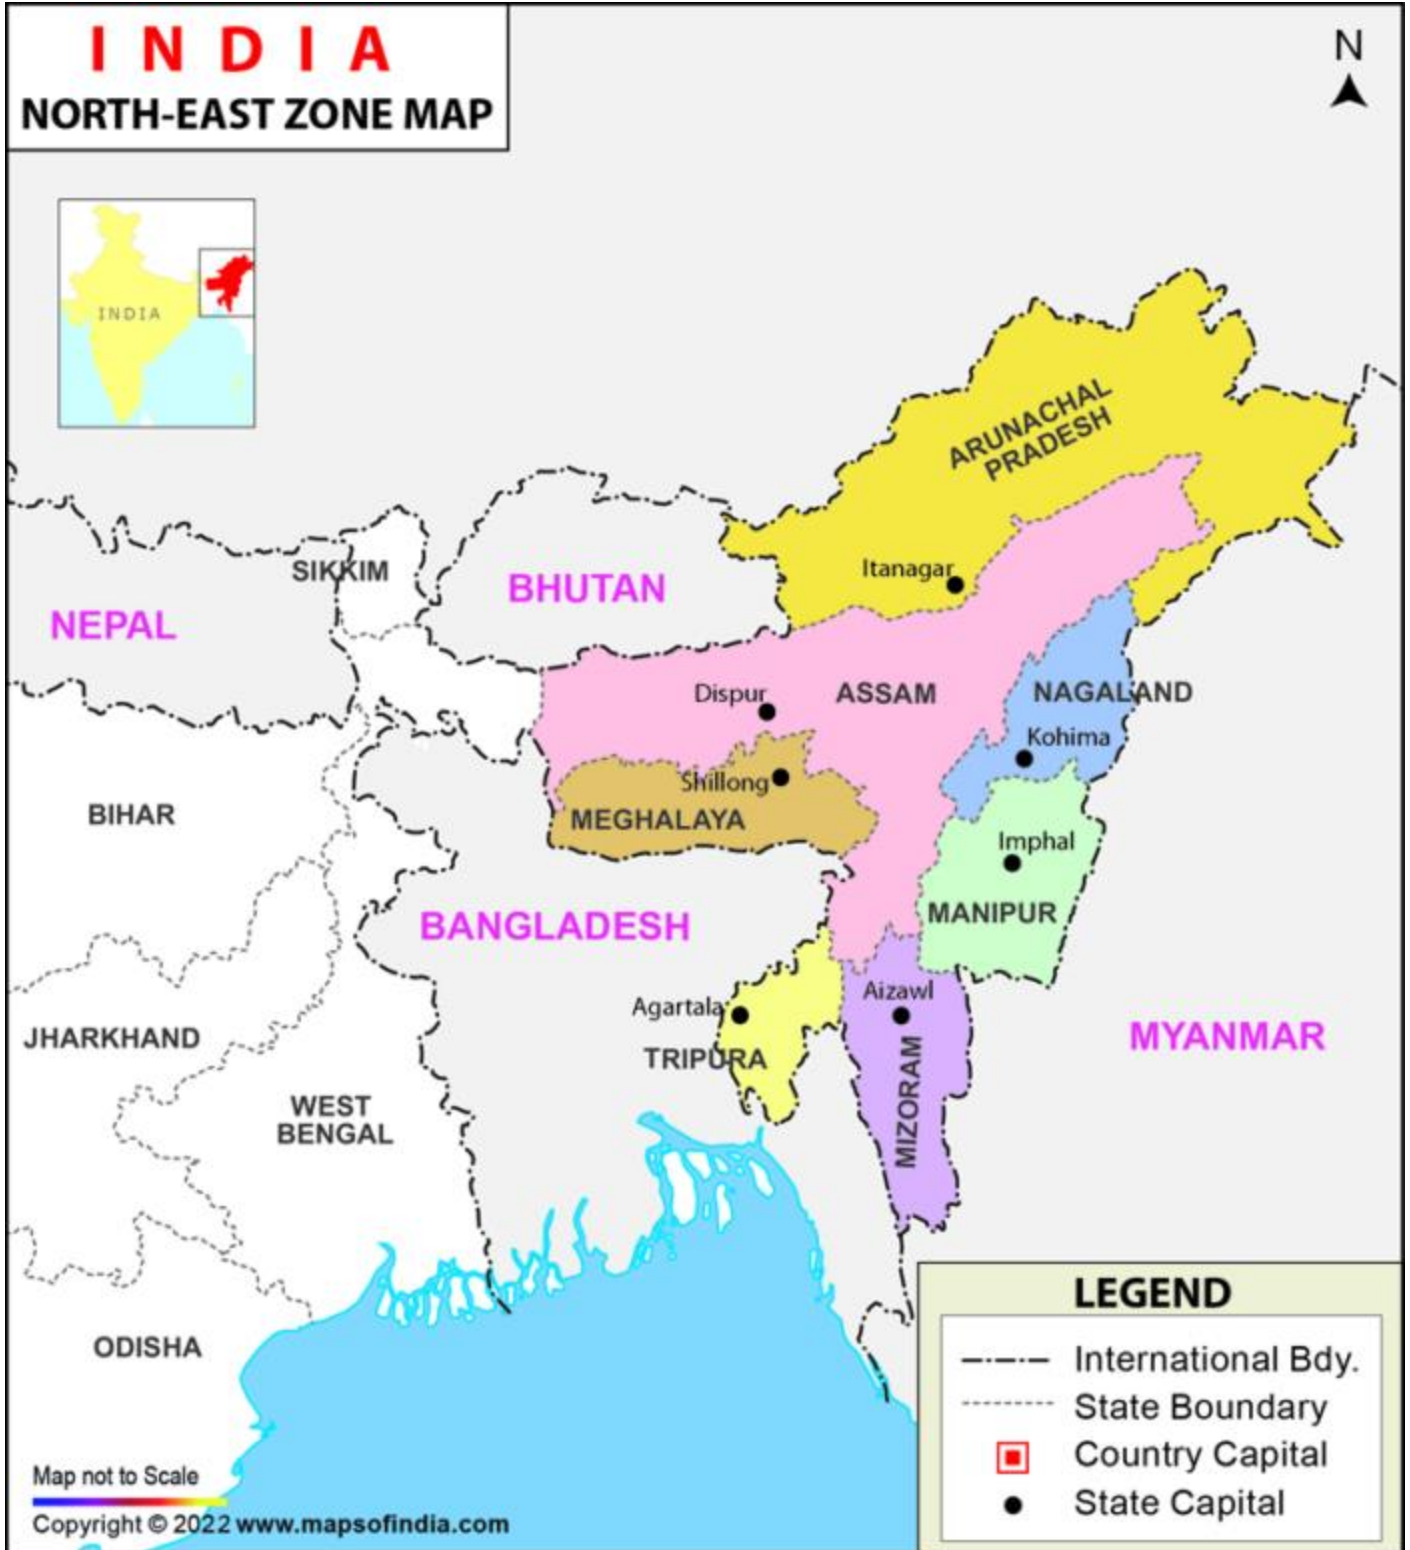 I N D I A
NORTH-EAST ZONE MAP
N
INDIA
ARUNACHAL
PRADESH
Itanagar
SIKKIM
BHUTAN
NEPAL
Dispur
ASSAM
NAGALAND
Kohima
Shillong
MEGHALAYA
BIHAR
Imphal
MANIPUR
BANGLADESH
Aizawl
Agartala
JHARKHAND
TRIPURA
MYANMAR
MIZORAM
WEST
BENGAL
ODISHA
LEGEND
International Bdy.
State Boundary
Country Capital
State Capital
Map not to Scale
Copyright © 2022 www.mapsofindia.com